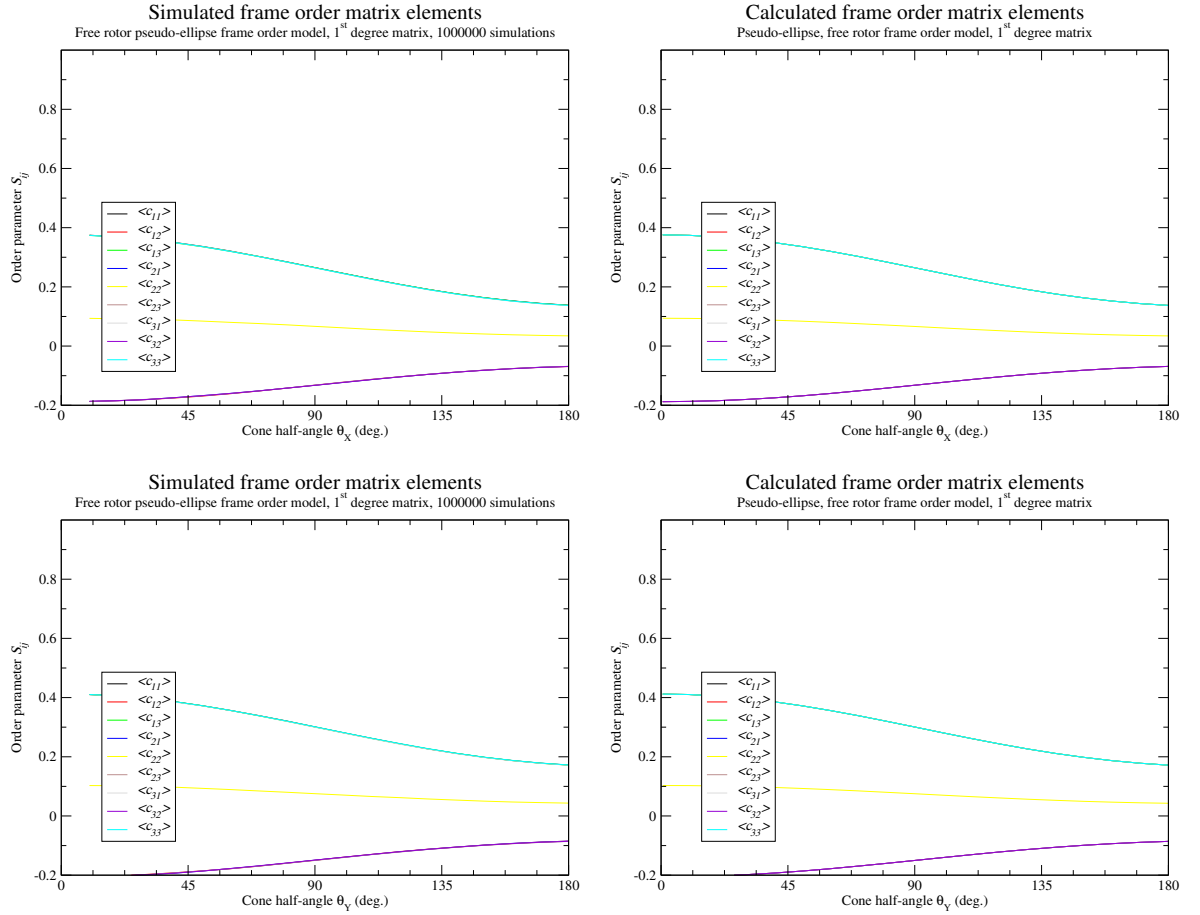 Simulated frame order matrix elements
Free rotor pseudo-ellipse frame order model, 1st degree matrix, 1000000 simulations
Order parameter Sij
0.8
0.6
0.4
0.2
0
-0.2
<c11>
<c12>
<c13>
<c21>
<c22>
<c23>
<c31>
<c32>
<c33>
0 45 90 135 180
Cone half-angle θX (deg.)
Calculated frame order matrix elements
Pseudo-ellipse, free rotor frame order model, 1st degree matrix
Order parameter Sij
0.8
0.6
0.4
0.2
0
-0.2
<c11>
<c12>
<c13>
<c21>
<c22>
<c23>
<c31>
<c32>
<c33>
0 45 90 135 180
Cone half-angle θX (deg.)
Simulated frame order matrix elements
Free rotor pseudo-ellipse frame order model, 1st degree matrix, 1000000 simulations
Order parameter Sij
0.8
0.6
0.4
0.2
0
-0.2
<c11>
<c12>
<c13>
<c21>
<c22>
<c23>
<c31>
<c32>
<c33>
0 45 90 135 180
Cone half-angle θY (deg.)
Calculated frame order matrix elements
Pseudo-ellipse, free rotor frame order model, 1st degree matrix
Order parameter Sij
0.8
0.6
0.4
0.2
0
-0.2
<c11>
<c12>
<c13>
<c21>
<c22>
<c23>
<c31>
<c32>
<c33>
0 45 90 135 180
Cone half-angle θY (deg.)